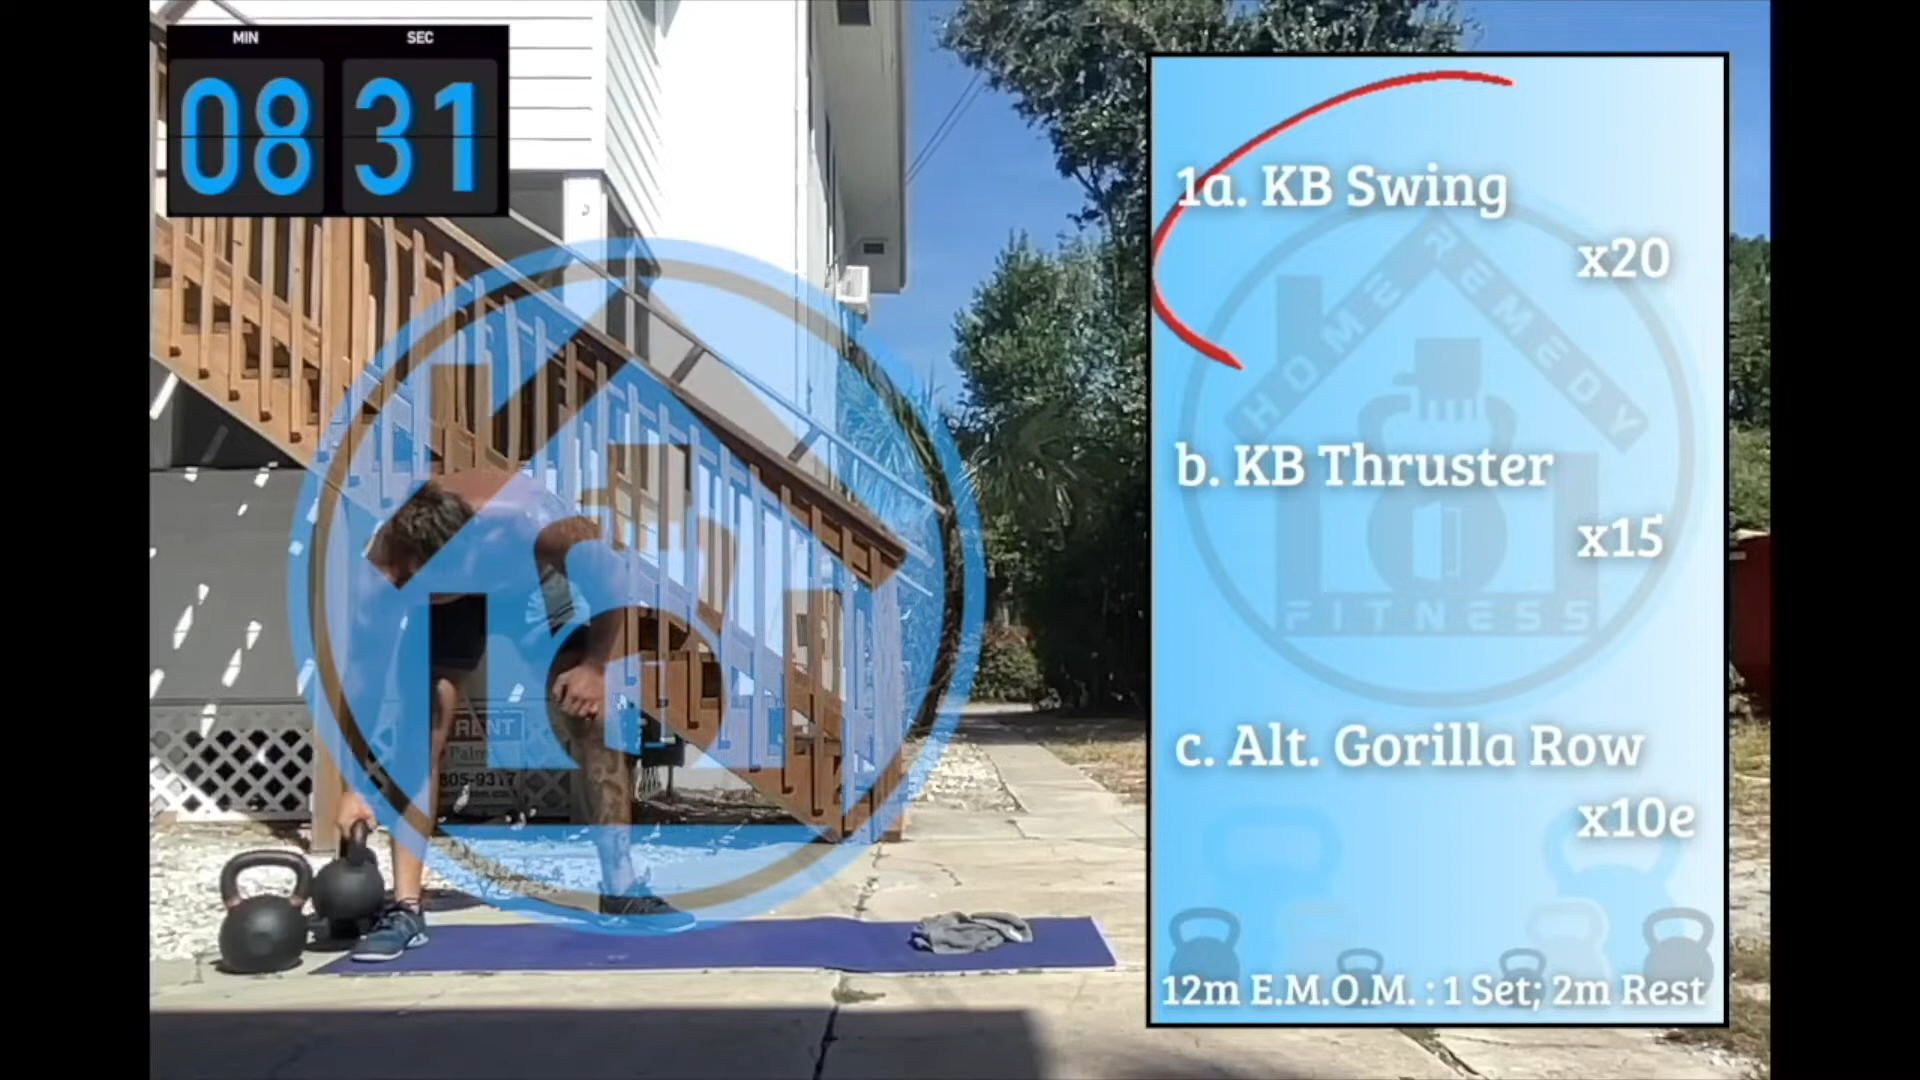 MIN SEC
08 31
1a. KB Swing
x20
HOME REMEDY
b. KB Thruster
x15
FITNESS
c. Alt. Gorilla Row
x10e
12m E.M.O.M. : 1 Set; 2m Rest
RENT
805-9317